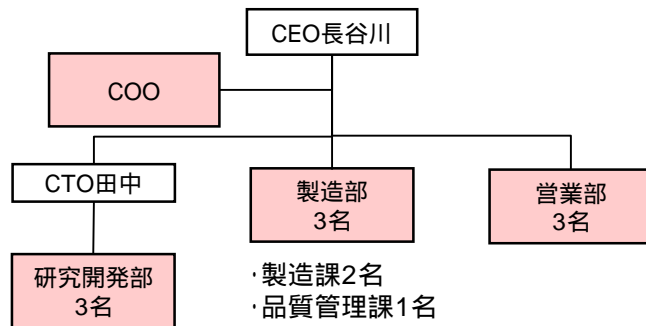 CEO長谷川
COO
CTO田中
製造部
3名
営業部
3名
研究開発部
3名
·製造課2名
·品質管理課1名